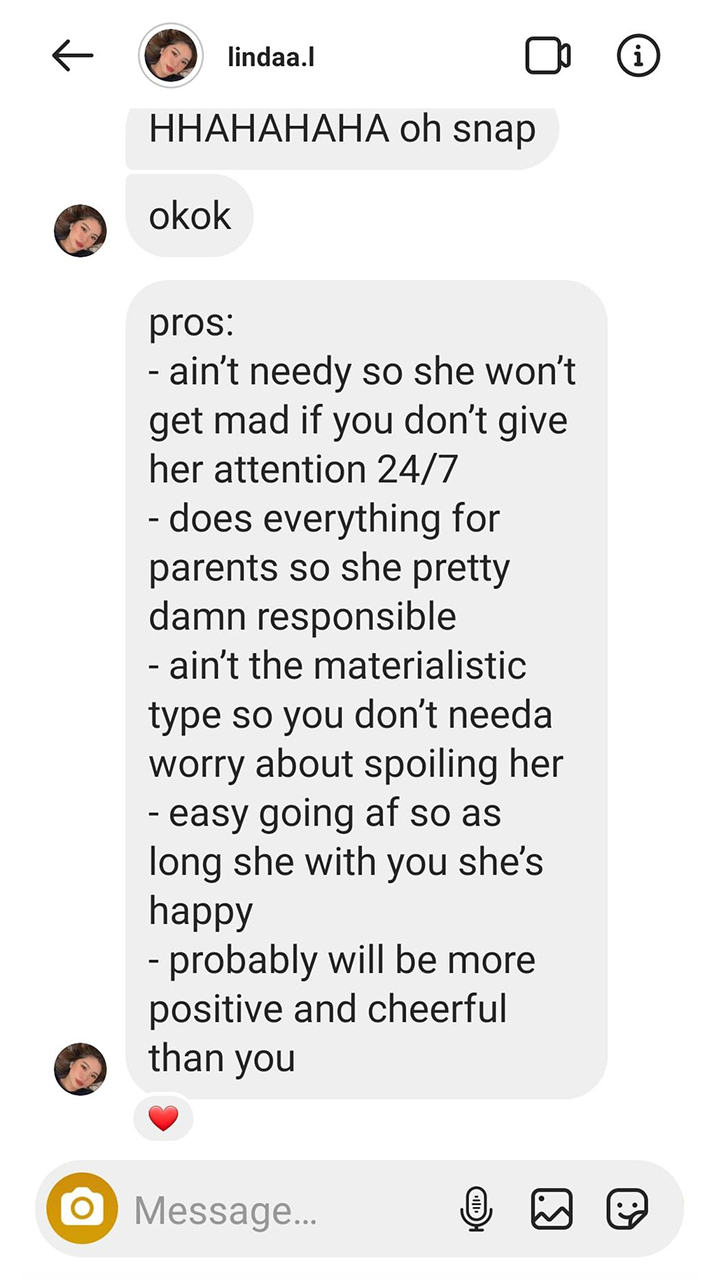 lindaa.l
HHAHAHAHA oh snap
okok
pros:
- ain’t needy so she won’t
get mad if you don’t give
her attention 24/7
- does everything for
parents so she pretty
damn responsible
- ain’t the materialistic
type so you don’t needa
worry about spoiling her
- easy going af so as
long she with you she’s
happy
- probably will be more
positive and cheerful
than you
Message...